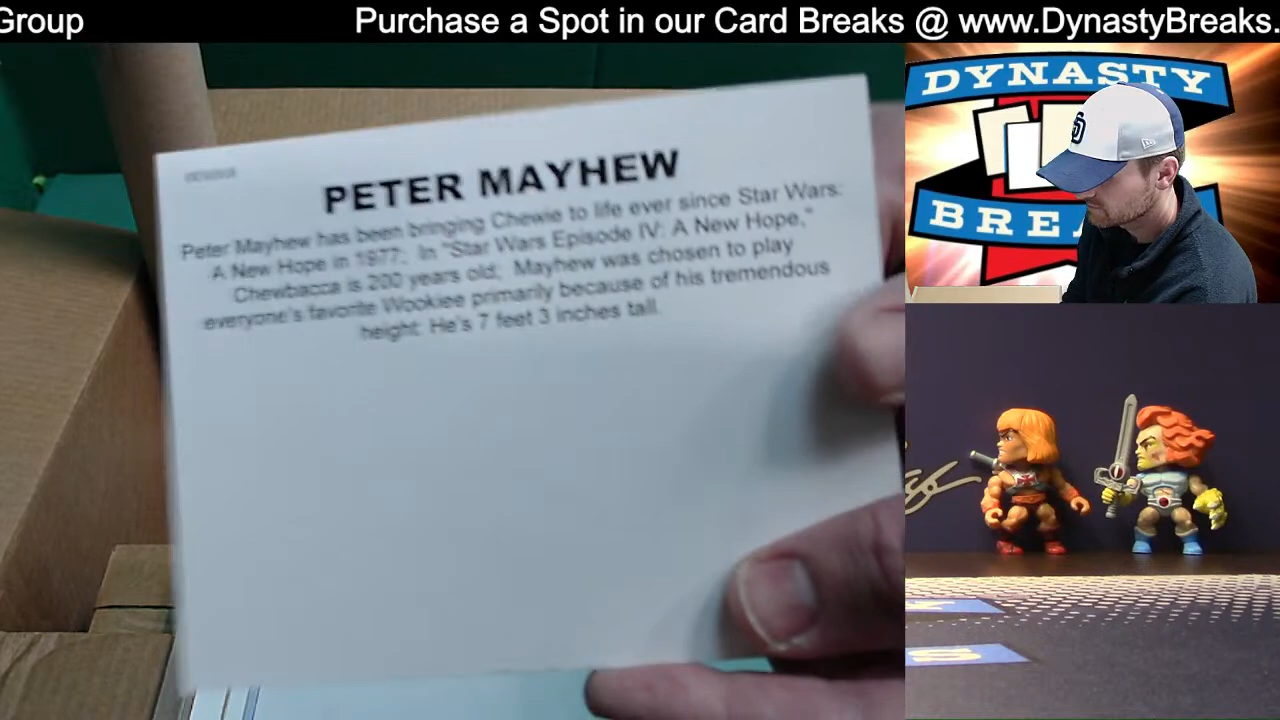 Group Purchase a Spot in our Card Breaks @ www.DynastyBreaks.
PETER MAYHEW
Peter Mayhew has been bringing Chewie to life ever since Star Wars:
A New Hope in 1977; In "Star Wars Episode IV: A New Hope,"
Chewbacca is 200 years old; Mayhew was chosen to play
everyone's favorite Wookiee primarily because of his tremendous
height: He's 7 feet 3 inches tall.
DYNASTY
BREA